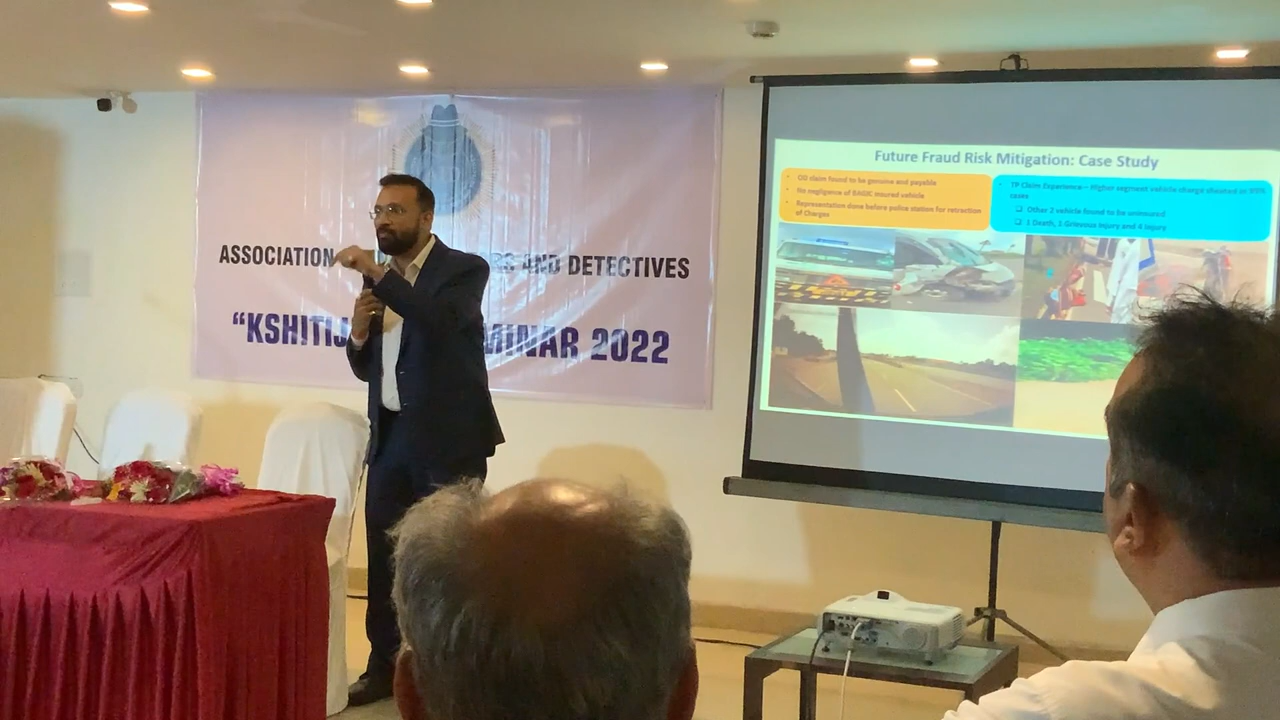 ASSOCIATION
RS AND DETECTIVES
"KSHITIJ
MINAR 2022
Future Fraud Risk Mitigation: Case Study
OD claim found to be genuine and payable
No negligence of BAGIC insured vehicle
Representation done before police station for retraction
of Charges
TP Claim Experience – Higher segment vehicle charge sheeted in 95%
cases
Other 2 vehicle found to be uninsured
1 Death, 1 Grievous Injury and 4 Injury